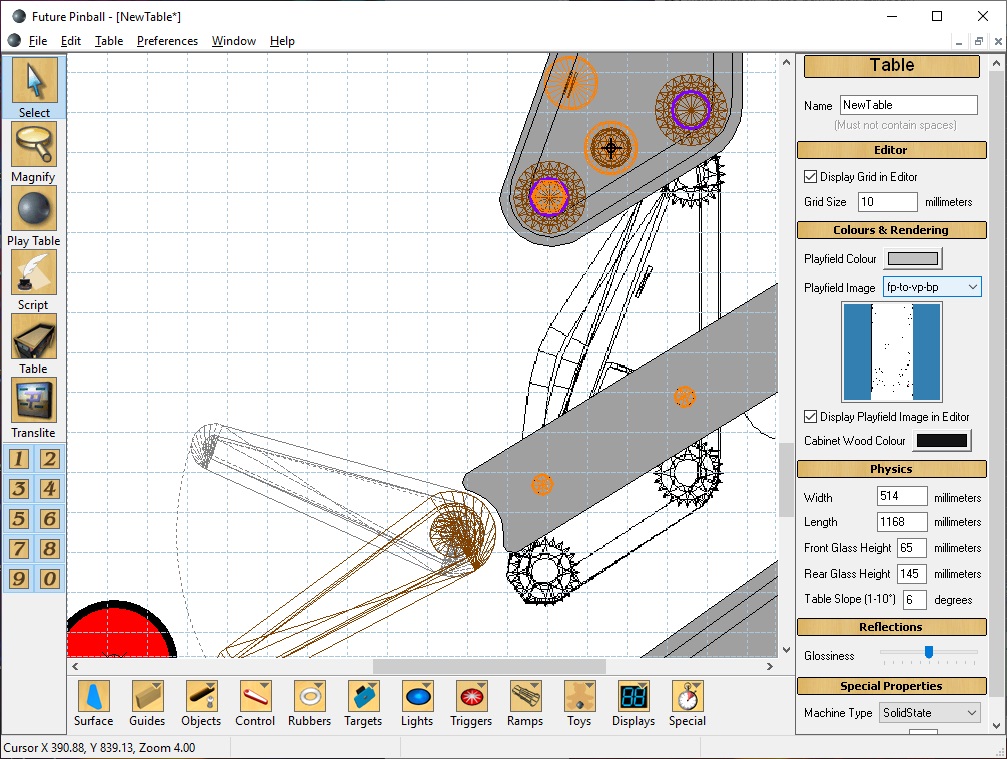 Future Pinball - [NewTable*]
File Edit Table Preferences Window Help
Select
Magnify
Play Table
Script
Table
Translite
1 2
3 4
5 6
7 8
9 0
Table
Name NewTable
(Must not contain spaces)
Editor
Display Grid in Editor
Grid Size 10 millimeters
Colours & Rendering
Playfield Colour
Playfield Image fp-to-vp-bp
Display Playfield Image in Editor
Cabinet Wood Colour
Physics
Width 514 millimeters
Length 1168 millimeters
Front Glass Height 65 millimeters
Rear Glass Height 145 millimeters
Table Slope (1-10°) 6 degrees
Reflections
Glossiness
Special Properties
Machine Type SolidState
Surface Guides Objects Control Rubbers Targets Lights Triggers Ramps Toys Displays Special
Cursor X 390.88, Y 839.13, Zoom 4.00